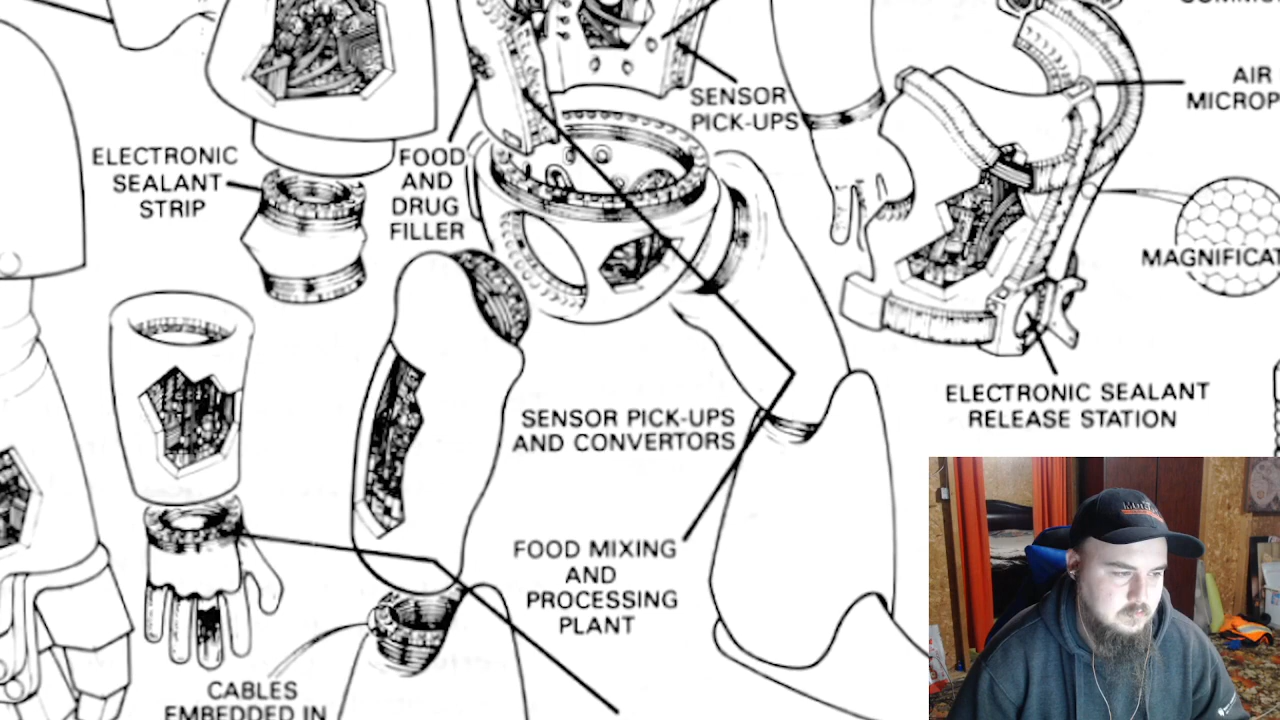 SENSOR
PICK-UPS
AIR
ELECTRONIC
SEALANT
STRIP
FOOD
AND
DRUG
FILLER
ELECTRONIC SEALANT
RELEASE STATION
SENSOR PICK-UPS
AND CONVERTORS
FOOD MIXING
AND
PROCESSING
PLANT
CABLES
EMBEDDED IN